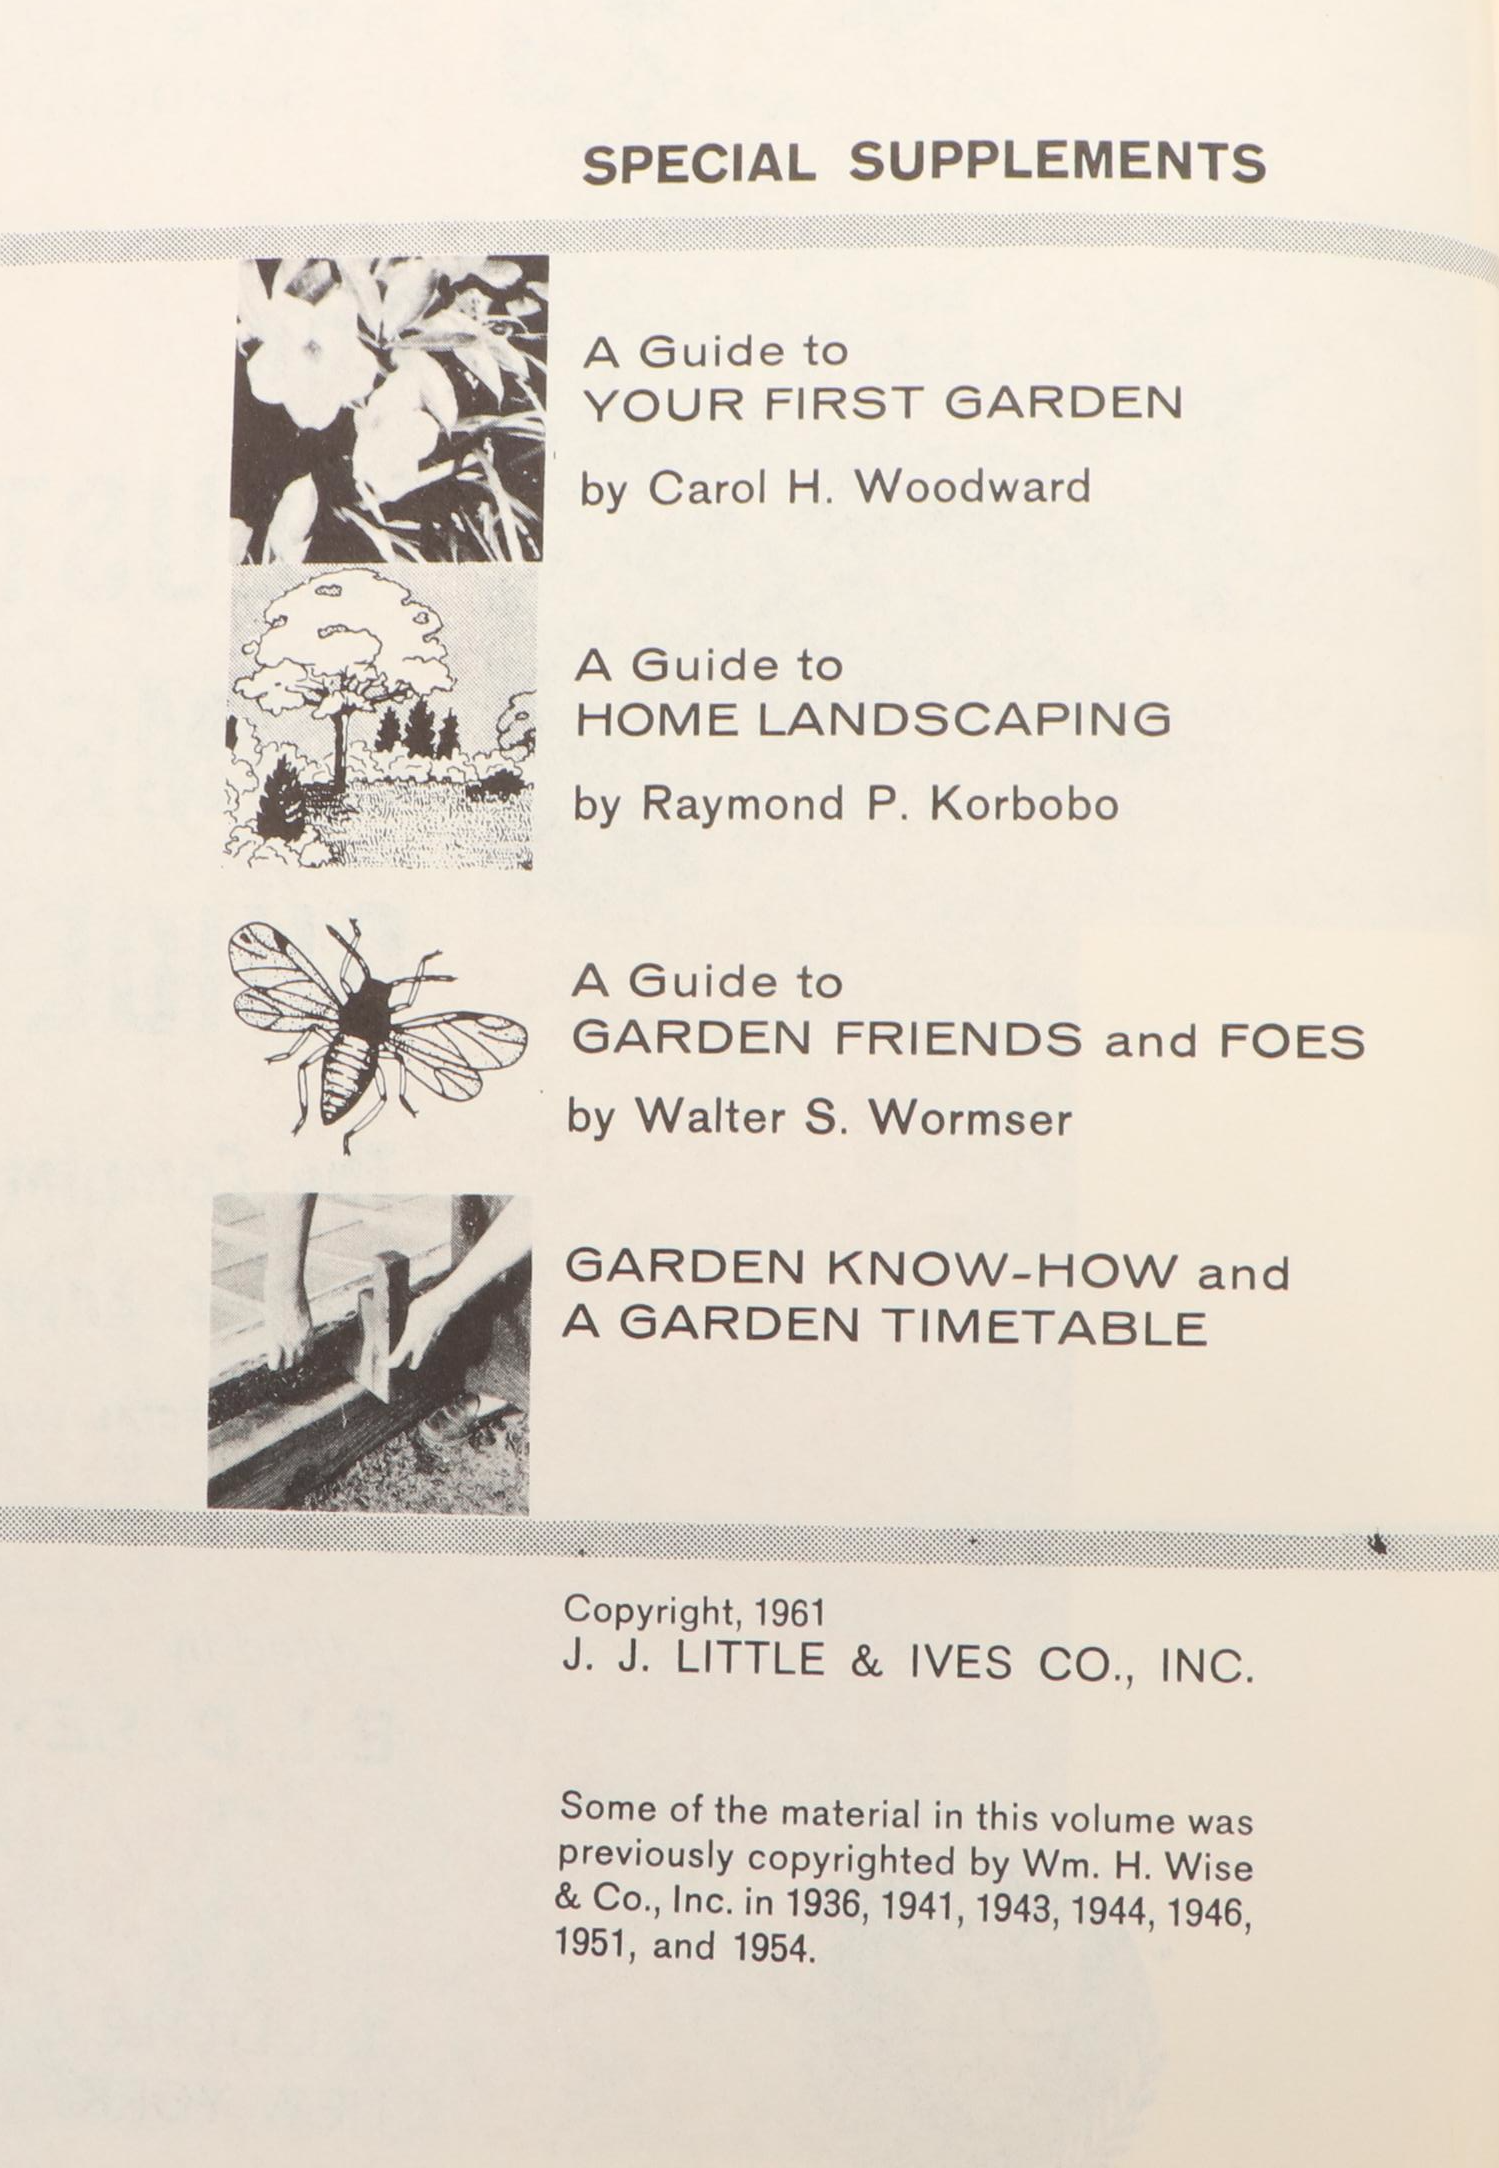 SPECIAL SUPPLEMENTS
A Guide to
YOUR FIRST GARDEN
by Carol H. Woodward
A Guide to
HOME LANDSCAPING
by Raymond P. Korbobo
A Guide to
GARDEN FRIENDS and FOES
by Walter S. Wormser
GARDEN KNOW-HOW and
A GARDEN TIMETABLE
Copyright, 1961
J. J. LITTLE & IVES CO., INC.
Some of the material in this volume was
previously copyrighted by Wm. H. Wise
& Co., Inc. in 1936, 1941, 1943, 1944, 1946,
1951, and 1954.